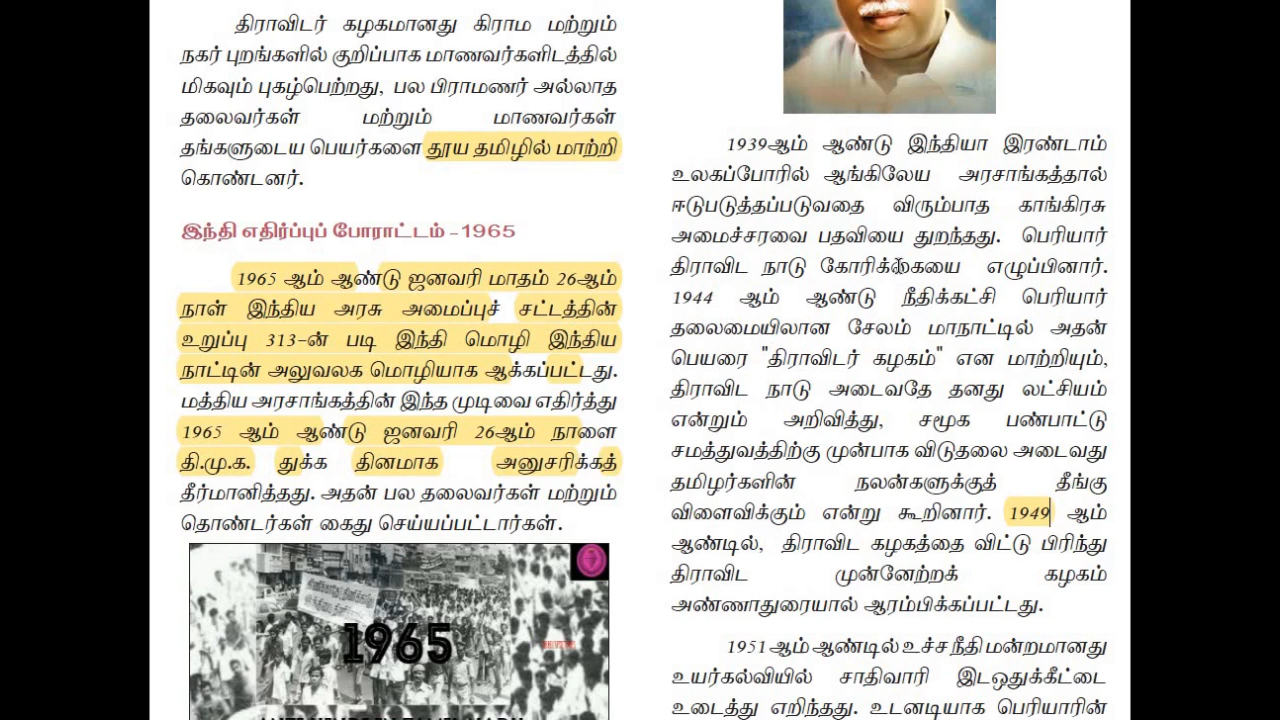 திராவிடர் கழகமானது கிராம மற்றும்
நகர் புறங்களில் குறிப்பாக மாணவர்களிடத்தில்
மிகவும் புகழ்பெற்றது, பல பிராமணர் அல்லாத
தலைவர்கள் மற்றும் மாணவர்கள்
தங்களுடைய பெயர்களை தூய தமிழில் மாற்றி
கொண்டனர்.
இந்தி எதிர்ப்புப் போராட்டம் -1965
1965 ஆம் ஆண்டு ஜனவரி மாதம் 26ஆம்
நாள் இந்திய அரசு அமைப்புச் சட்டத்தின்
உறுப்பு 313-ன் படி இந்தி மொழி இந்திய
நாட்டின் அலுவலக மொழியாக ஆக்கப்பட்டது.
மத்திய அரசாங்கத்தின் இந்த முடிவை எதிர்த்து
1965 ஆம் ஆண்டு ஜனவரி 26ஆம் நாளை
தி.மு.க. துக்க தினமாக அனுசரிக்கத்
தீர்மானித்தது. அதன் பல தலைவர்கள் மற்றும்
தொண்டர்கள் கைது செய்யப்பட்டார்கள்.
1965
1939ஆம் ஆண்டு இந்தியா இரண்டாம்
உலகப்போரில் ஆங்கிலேய அரசாங்கத்தால்
ஈடுபடுத்தப்படுவதை விரும்பாத காங்கிரசு
அமைச்சரவை பதவியை துறந்தது. பெரியார்
திராவிட நாடு கோரிக்கையை எழுப்பினார்.
1944 ஆம் ஆண்டு நீதிக்கட்சி பெரியார்
தலைமையிலான சேலம் மாநாட்டில் அதன்
பெயரை "திராவிடர் கழகம்" என மாற்றியும்,
திராவிட நாடு அடைவதே தனது லட்சியம்
என்றும் அறிவித்து, சமூக பண்பாட்டு
சமத்துவத்திற்கு முன்பாக விடுதலை அடைவது
தமிழர்களின் நலன்களுக்குத் தீங்கு
விளைவிக்கும் என்று கூறினார். 1949 ஆம்
ஆண்டில், திராவிட கழகத்தை விட்டு பிரிந்து
திராவிட முன்னேற்றக் கழகம்
அண்ணாதுரையால் ஆரம்பிக்கப்பட்டது.
1951ஆம் ஆண்டில் உச்சநீதி மன்றமானது
உயர்கல்வியில் சாதிவாரி இடஒதுக்கீட்டை
உடைத்து எறிந்தது. உடனடியாக பெரியாரின்